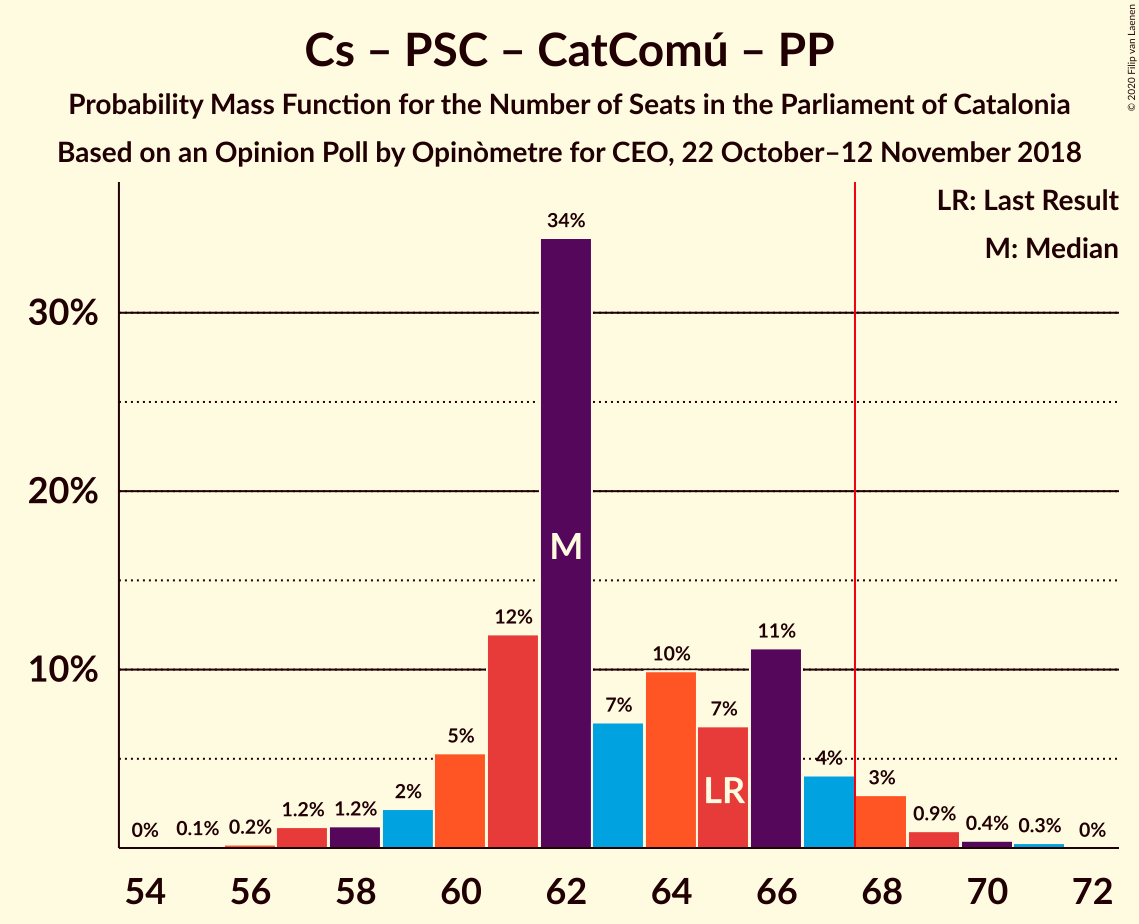 Cs – PSC – CatComú – PP
Probability Mass Function for the Number of Seats in the Parliament of Catalonia
Based on an Opinion Poll by Opinòmetre for CEO, 22 October–12 November 2018
© 2020 Filip van Laenen
LR: Last Result
M: Median
30%
20%
10%
0%
0.1%
0.2%
1.2%
1.2%
2%
5%
12%
34%
7%
10%
7%
11%
4%
3%
0.9%
0.4%
0.3%
0%
M
LR
54 56 58 60 62 64 66 68 70 72